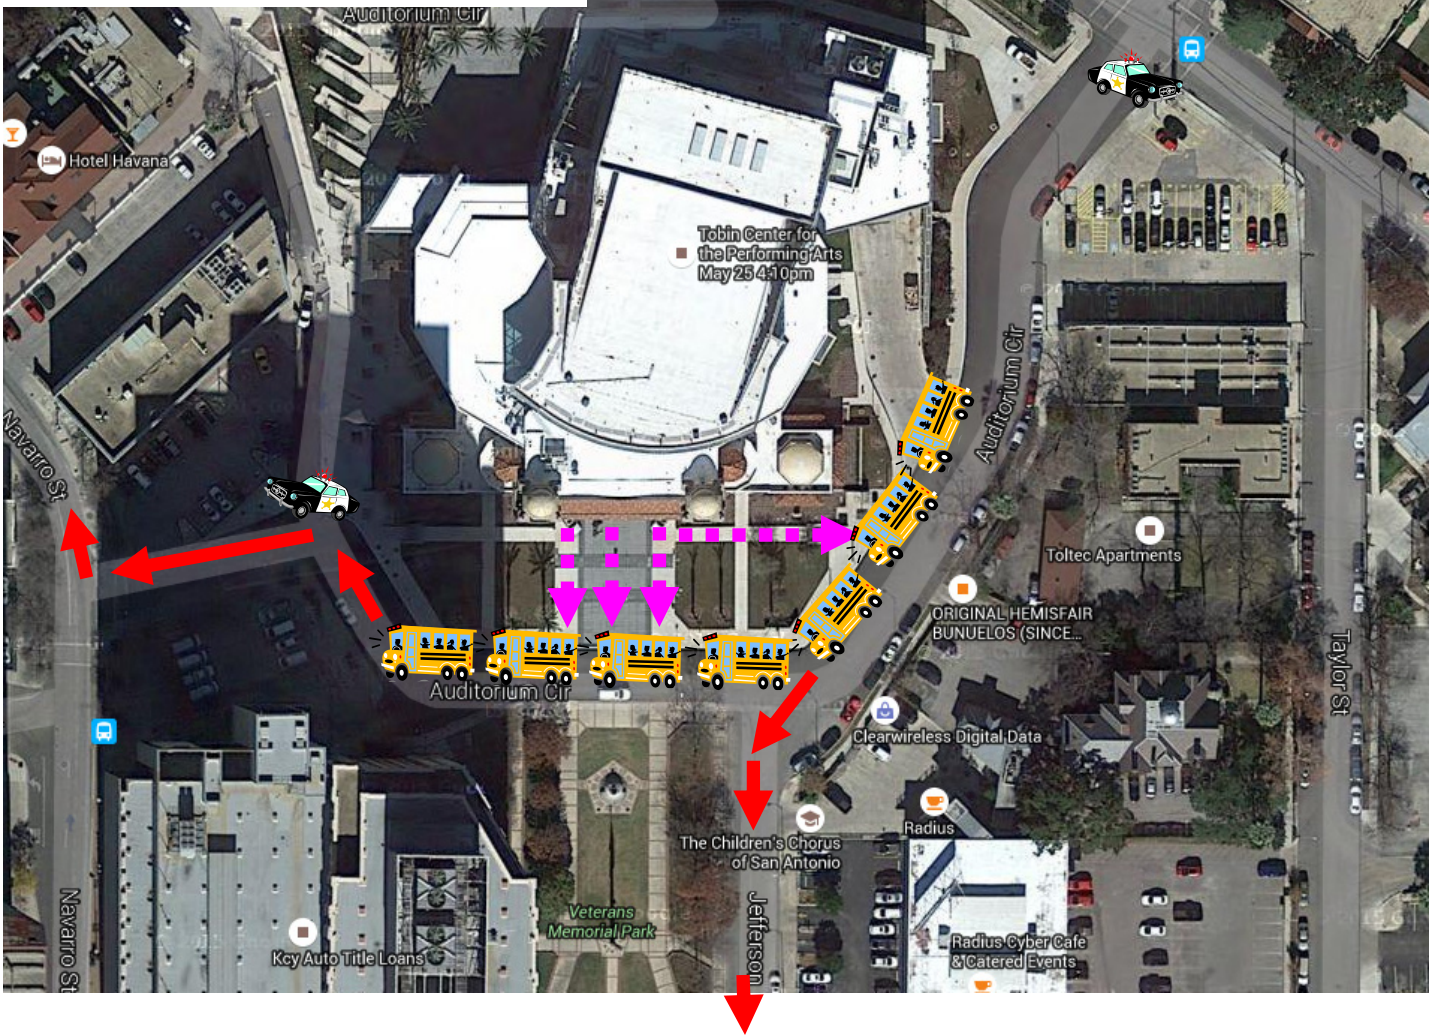 Auditorium Cir
Hotel Havana
Tobin Center for
the Performing Arts
May 25 4:10pm
Auditorium Cir
Navarro St
Toltec Apartments
ORIGINAL HEMISFAIR
BUNUELOS (SINCE...
Taylor St
Auditorium Cir
Clearwireless Digital Data
Radius
The Children's Chorus
of San Antonio
Navarro St
Veterans
Memorial Park
Jefferson
Kcy Auto Title Loans
Radius Cyber Cafe
& Catered Events